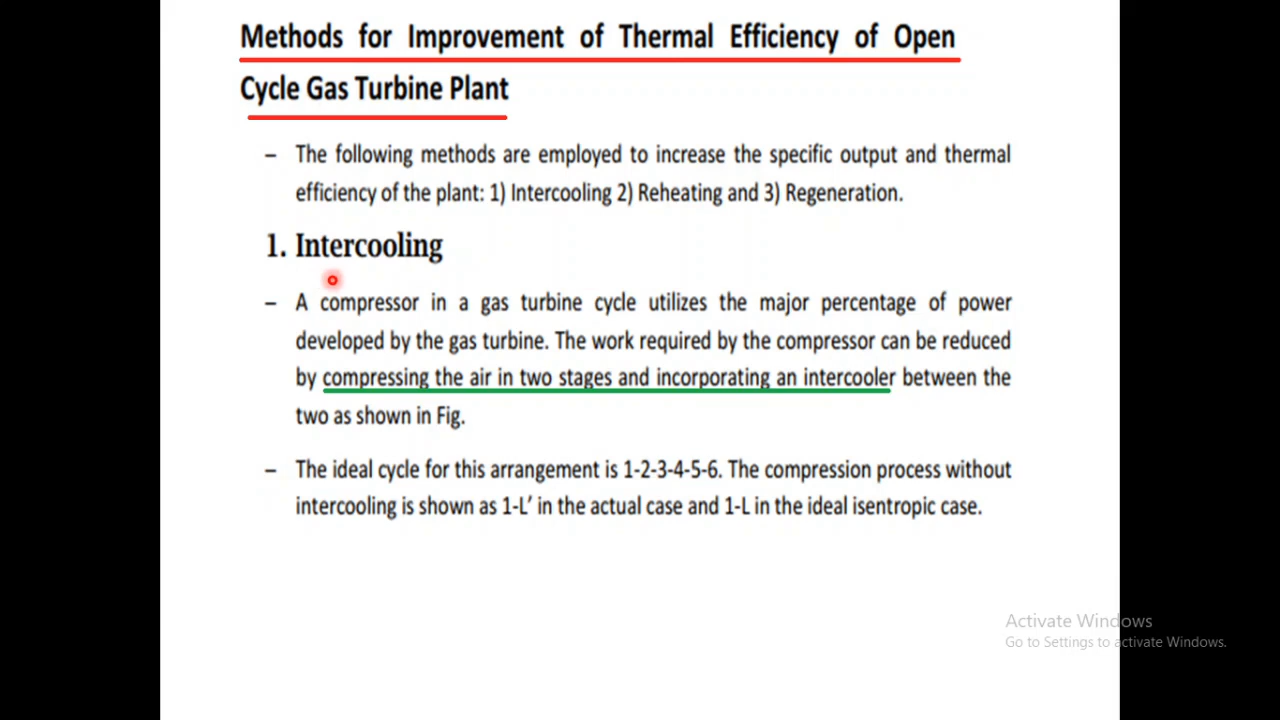 Methods for Improvement of Thermal Efficiency of Open
Cycle Gas Turbine Plant
– The following methods are employed to increase the specific output and thermal
efficiency of the plant: 1) Intercooling 2) Reheating and 3) Regeneration.
1. Intercooling
– A compressor in a gas turbine cycle utilizes the major percentage of power
developed by the gas turbine. The work required by the compressor can be reduced
by compressing the air in two stages and incorporating an intercooler between the
two as shown in Fig.
– The ideal cycle for this arrangement is 1-2-3-4-5-6. The compression process without
intercooling is shown as 1-L’ in the actual case and 1-L in the ideal isentropic case.
Activate Windows
Go to Settings to activate Windows.